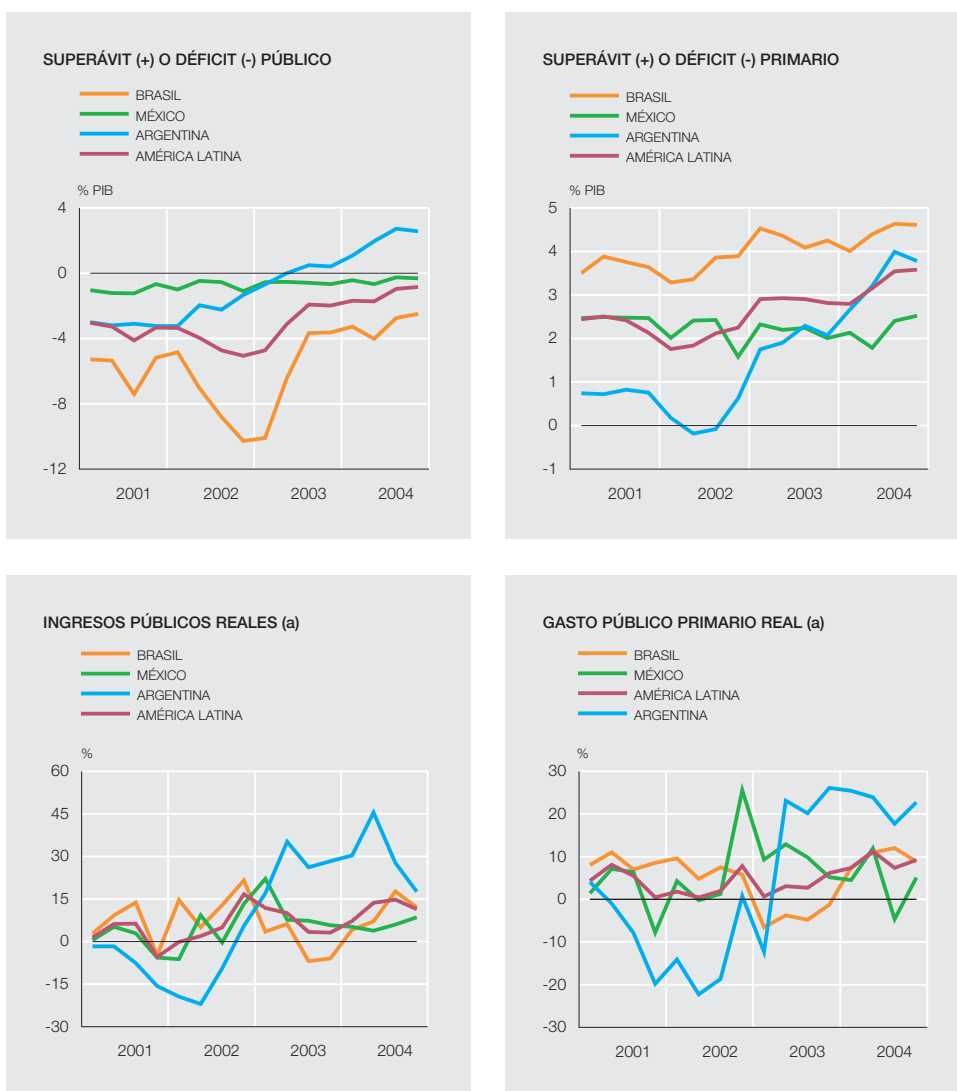 SUPERÁVIT (+) O DÉFICIT (-) PÚBLICO
BRASIL
MÉXICO
ARGENTINA
AMÉRICA LATINA
% PIB
4
0
-4
-8
-12
2001 2002 2003 2004
SUPERÁVIT (+) O DÉFICIT (-) PRIMARIO
BRASIL
MÉXICO
ARGENTINA
AMÉRICA LATINA
% PIB
5
4
3
2
1
0
-1
2001 2002 2003 2004
INGRESOS PÚBLICOS REALES (a)
BRASIL
MÉXICO
ARGENTINA
AMÉRICA LATINA
%
60
45
30
15
0
-15
-30
2001 2002 2003 2004
GASTO PÚBLICO PRIMARIO REAL (a)
BRASIL
MÉXICO
AMÉRICA LATINA
ARGENTINA
%
30
20
10
0
-10
-20
-30
2001 2002 2003 2004